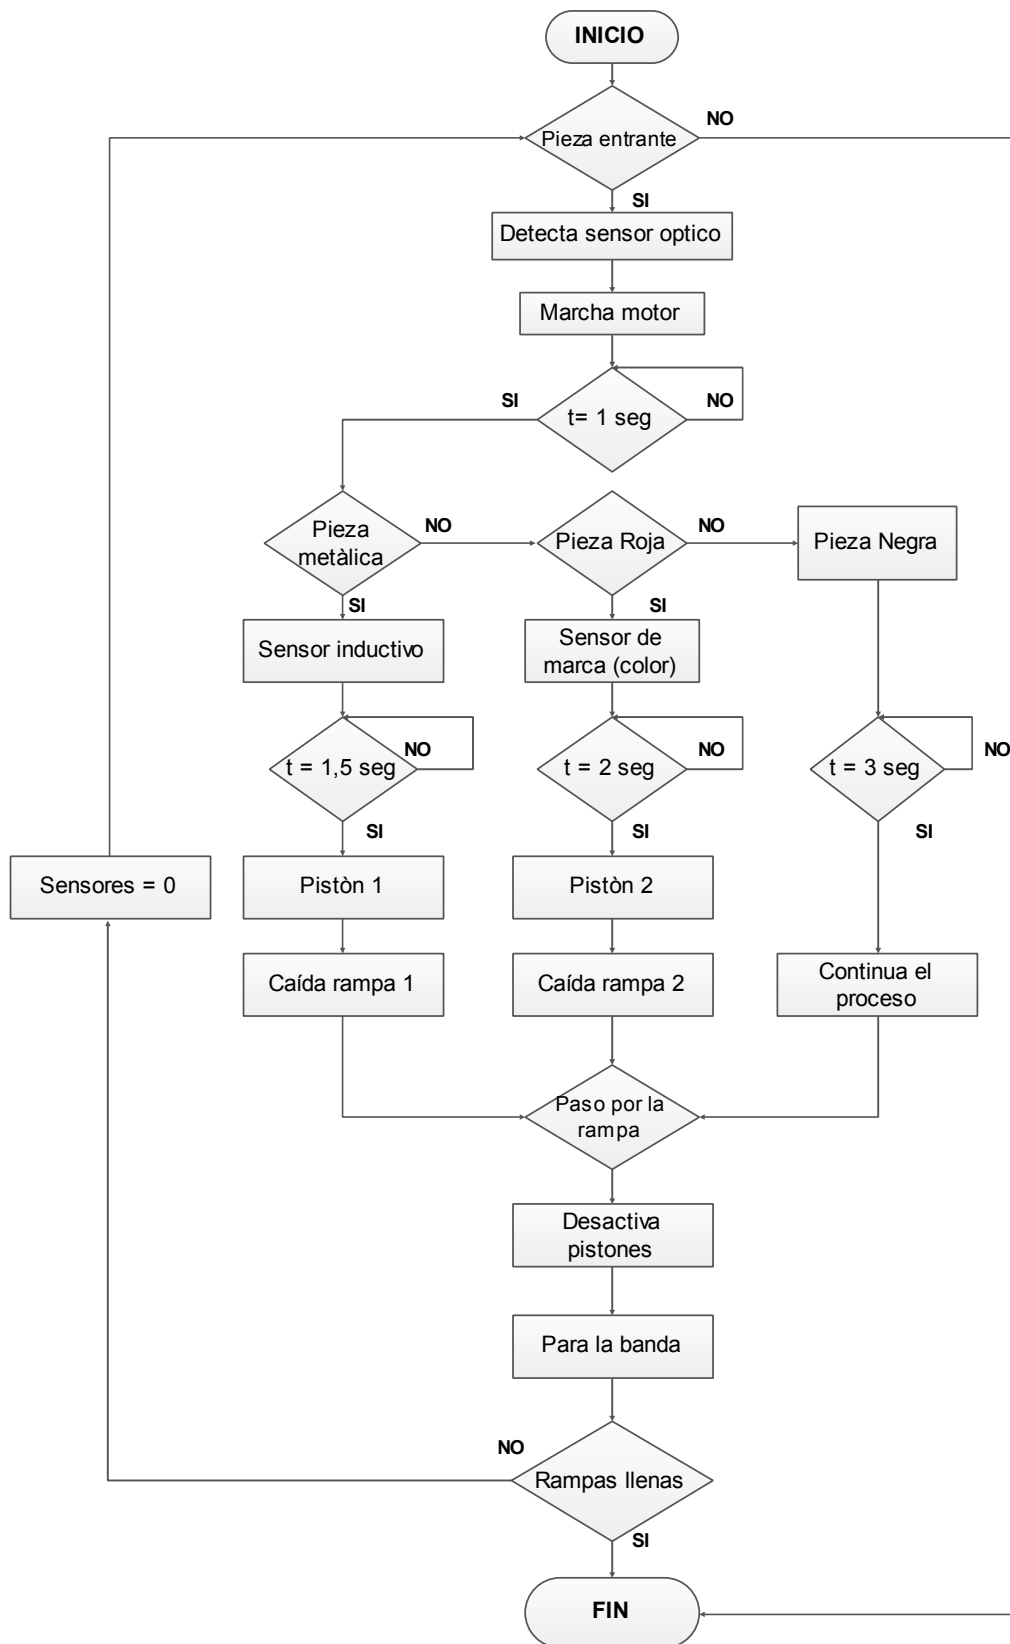 INICIO
Pieza entrante
NO
SI
Detecta sensor optico
Marcha motor
SI
t= 1 seg
NO
Pieza
metàlica
NO
Pieza Roja
NO
Pieza Negra
SI
SI
Sensor inductivo
Sensor de
marca (color)
t = 1,5 seg
NO
t = 2 seg
NO
t = 3 seg
NO
SI
SI
SI
Sensores = 0
Pistòn 1
Pistòn 2
Caída rampa 1
Caída rampa 2
Continua el
proceso
Paso por la
rampa
Desactiva
pistones
Para la banda
NO
Rampas llenas
SI
FIN